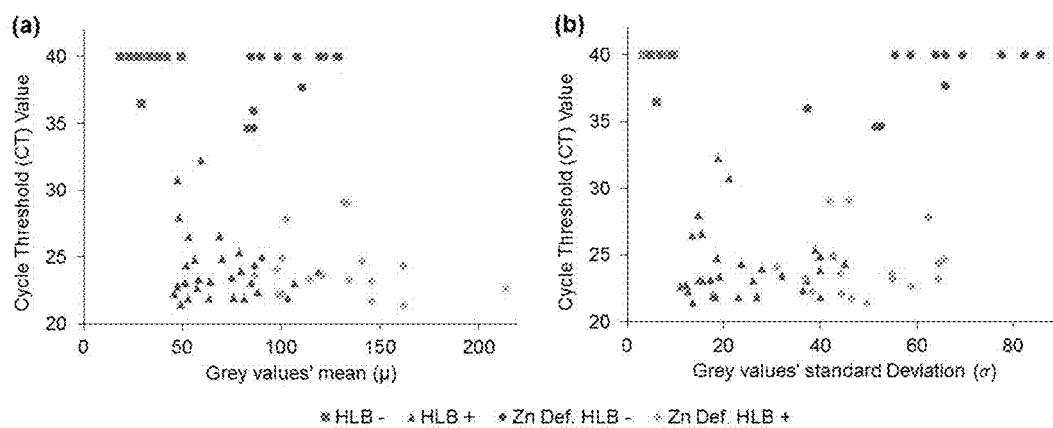 (a)
Cycle Threshold (CT) Value
40
35
30
25
20
0
50
100
150
200
Grey values' mean (μ)
(b)
Cycle Threshold (CT) Value
40
35
30
25
20
0
20
40
60
80
Grey values' standard Deviation (σ)
HLB - HLB + Zn Def. HLB - Zn Def. HLB +